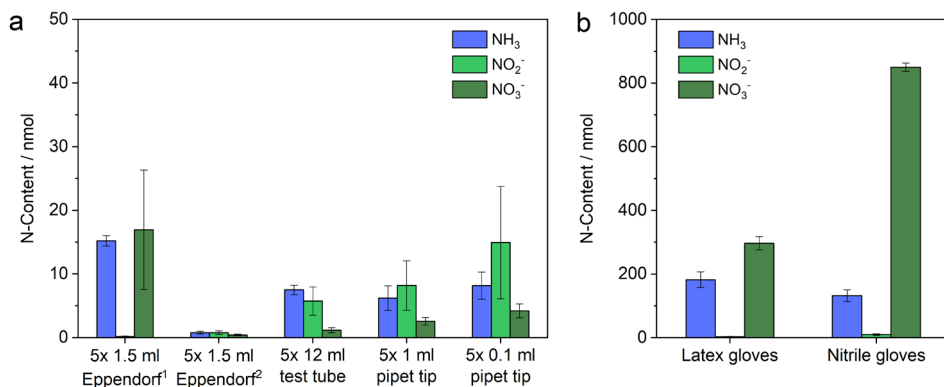 a
50
40
30
20
10
0
N-Content / nmol
NH₃
NO₂⁻
NO₃⁻
5x 1.5 ml
Eppendorf¹
5x 1.5 ml
Eppendorf²
5x 12 ml
test tube
5x 1 ml
pipet tip
5x 0.1 ml
pipet tip
b
1000
800
600
400
200
0
N-Content / nmol
NH₃
NO₂⁻
NO₃⁻
Latex gloves
Nitrile gloves